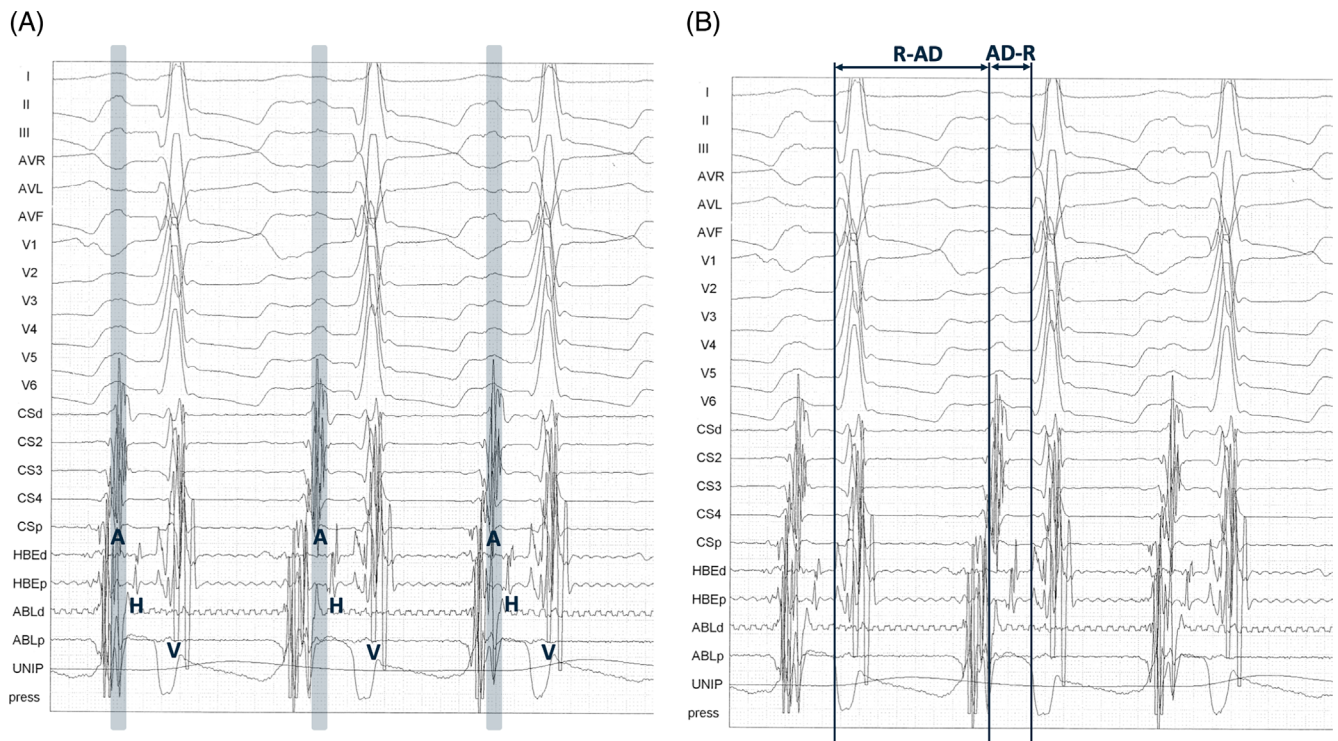 (A)
I
II
III
AVR
AVL
AVF
V1
V2
V3
V4
V5
V6
CSd
CS2
CS3
CS4
CSp
HBEd
HBEp
ABLd
ABLp
UNIP
press
A A A
H H H
V V V
(B)
R-AD AD-R
I
II
III
AVR
AVL
AVF
V1
V2
V3
V4
V5
V6
CSd
CS2
CS3
CS4
CSp
HBEd
HBEp
ABLd
ABLp
UNIP
press